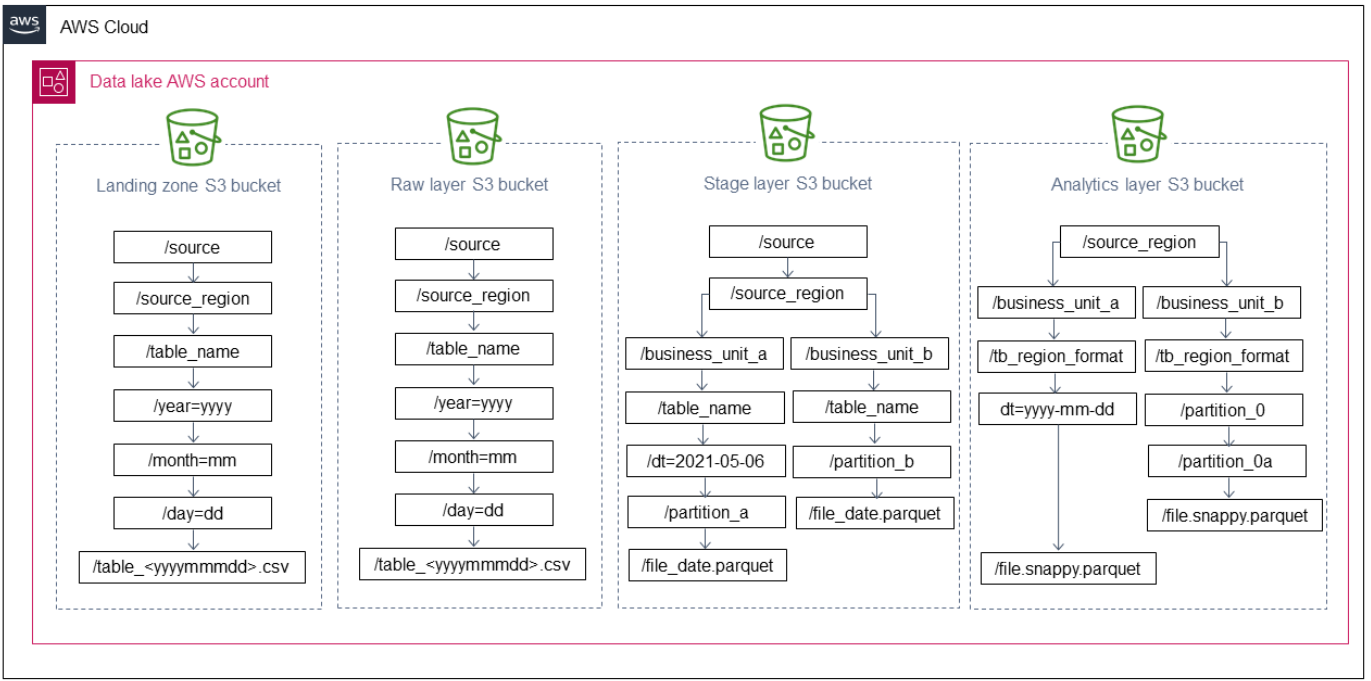 aws
AWS Cloud
Data lake AWS account
Landing zone S3 bucket
/source
/source_region
/table_name
/year=yyyy
/month=mm
/day=dd
/table_<yyyymmmdd>.csv
Raw layer S3 bucket
/source
/source_region
/table_name
/year=yyyy
/month=mm
/day=dd
/table_<yyyymmmdd>.csv
Stage layer S3 bucket
/source
/source_region
/business_unit_a
/table_name
/dt=2021-05-06
/partition_a
/file_date.parquet
/business_unit_b
/table_name
/partition_b
/file_date.parquet
Analytics layer S3 bucket
/source_region
/business_unit_a
/tb_region_format
dt=yyyy-mm-dd
/file.snappy.parquet
/business_unit_b
/tb_region_format
/partition_0
/partition_0a
/file.snappy.parquet